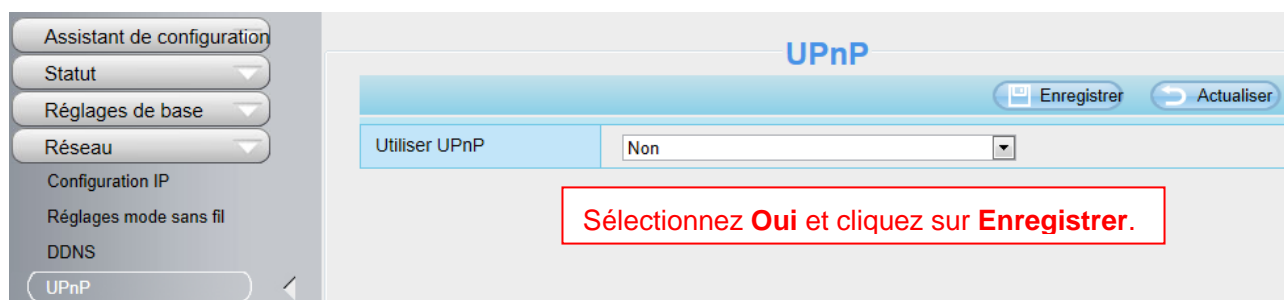 Assistant de configuration
Statut
Réglages de base
Réseau
Configuration IP
Réglages mode sans fil
DDNS
UPnP
UPnP
Enregistrer Actualiser
Utiliser UPnP Non
Sélectionnez Oui et cliquez sur Enregistrer.